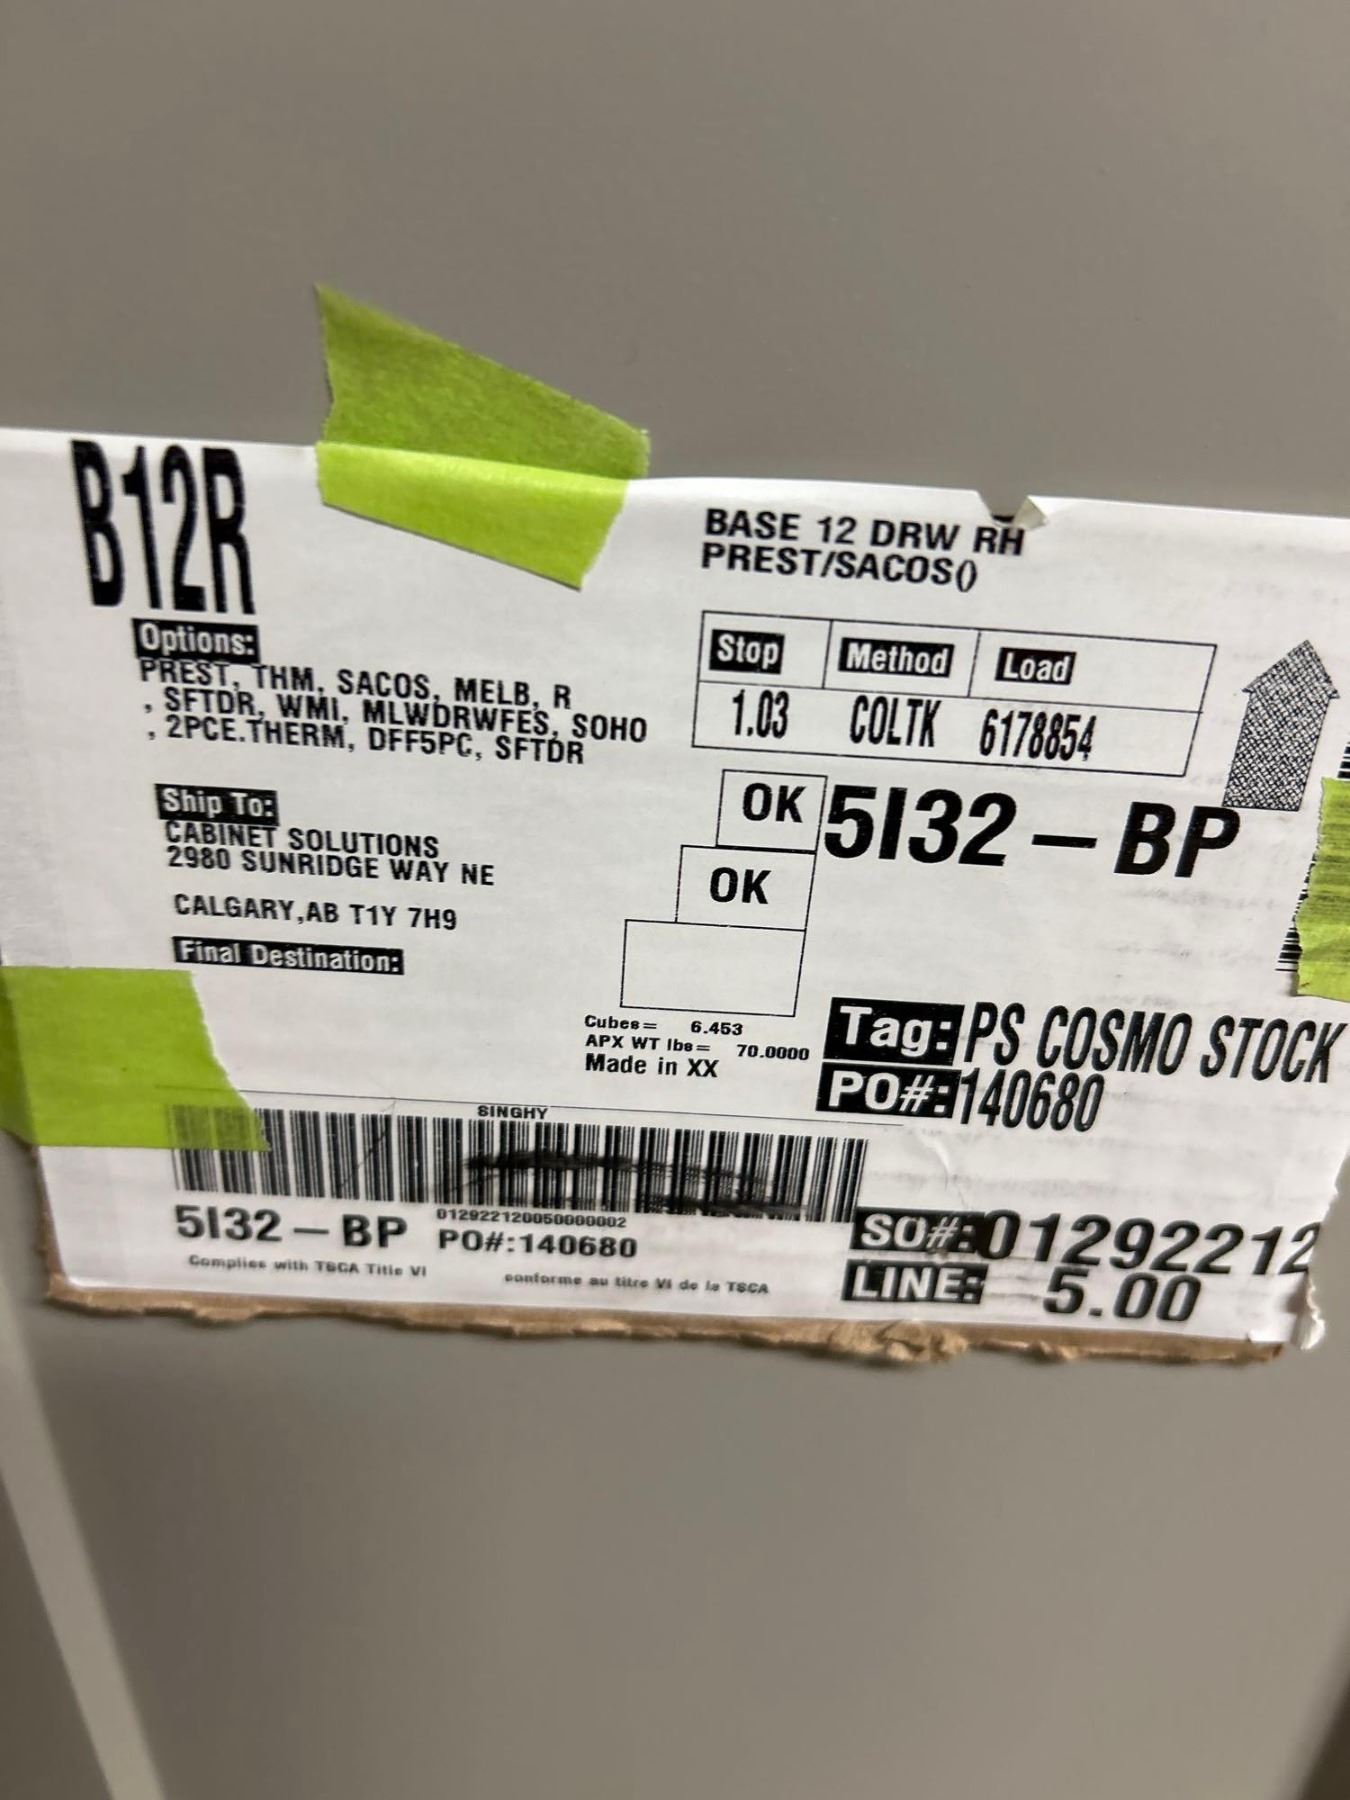 B12R
BASE 12 DRW RH
PREST/SACOS()
Options:
PREST, THM, SACOS, MELB, R
, SFTDR, WMI, MLWDRWFES, SOHO
, 2PCE.THERM, DFF5PC, SFTDR
Stop Method Load
1.03 COLTK 6178854
Ship To:
CABINET SOLUTIONS
2980 SUNRIDGE WAY NE
CALGARY,AB T1Y 7H9
Final Destination:
OK
5I32-BP
OK
Cubes= 6.453
APX WT lbs= 70.0000
Made in XX
Tag: PS COSMO STOCK
PO#: 140680
SINGHY
012922120050000002
5I32-BP PO#:140680
Complies with TSCA Title VI
conforme au titre VI de la TSCA
SO#: 01292212
LINE: 5.00